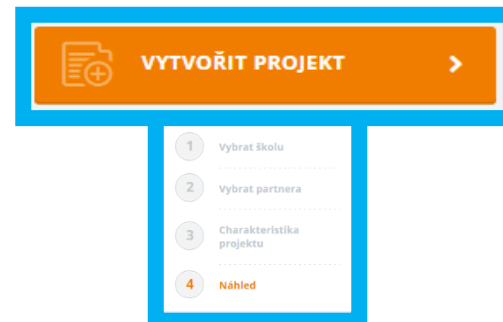 VYTVOŘIT PROJEKT
1 Vybrat školu
2 Vybrat partnera
3 Charakteristika
projektu
4 Náhled